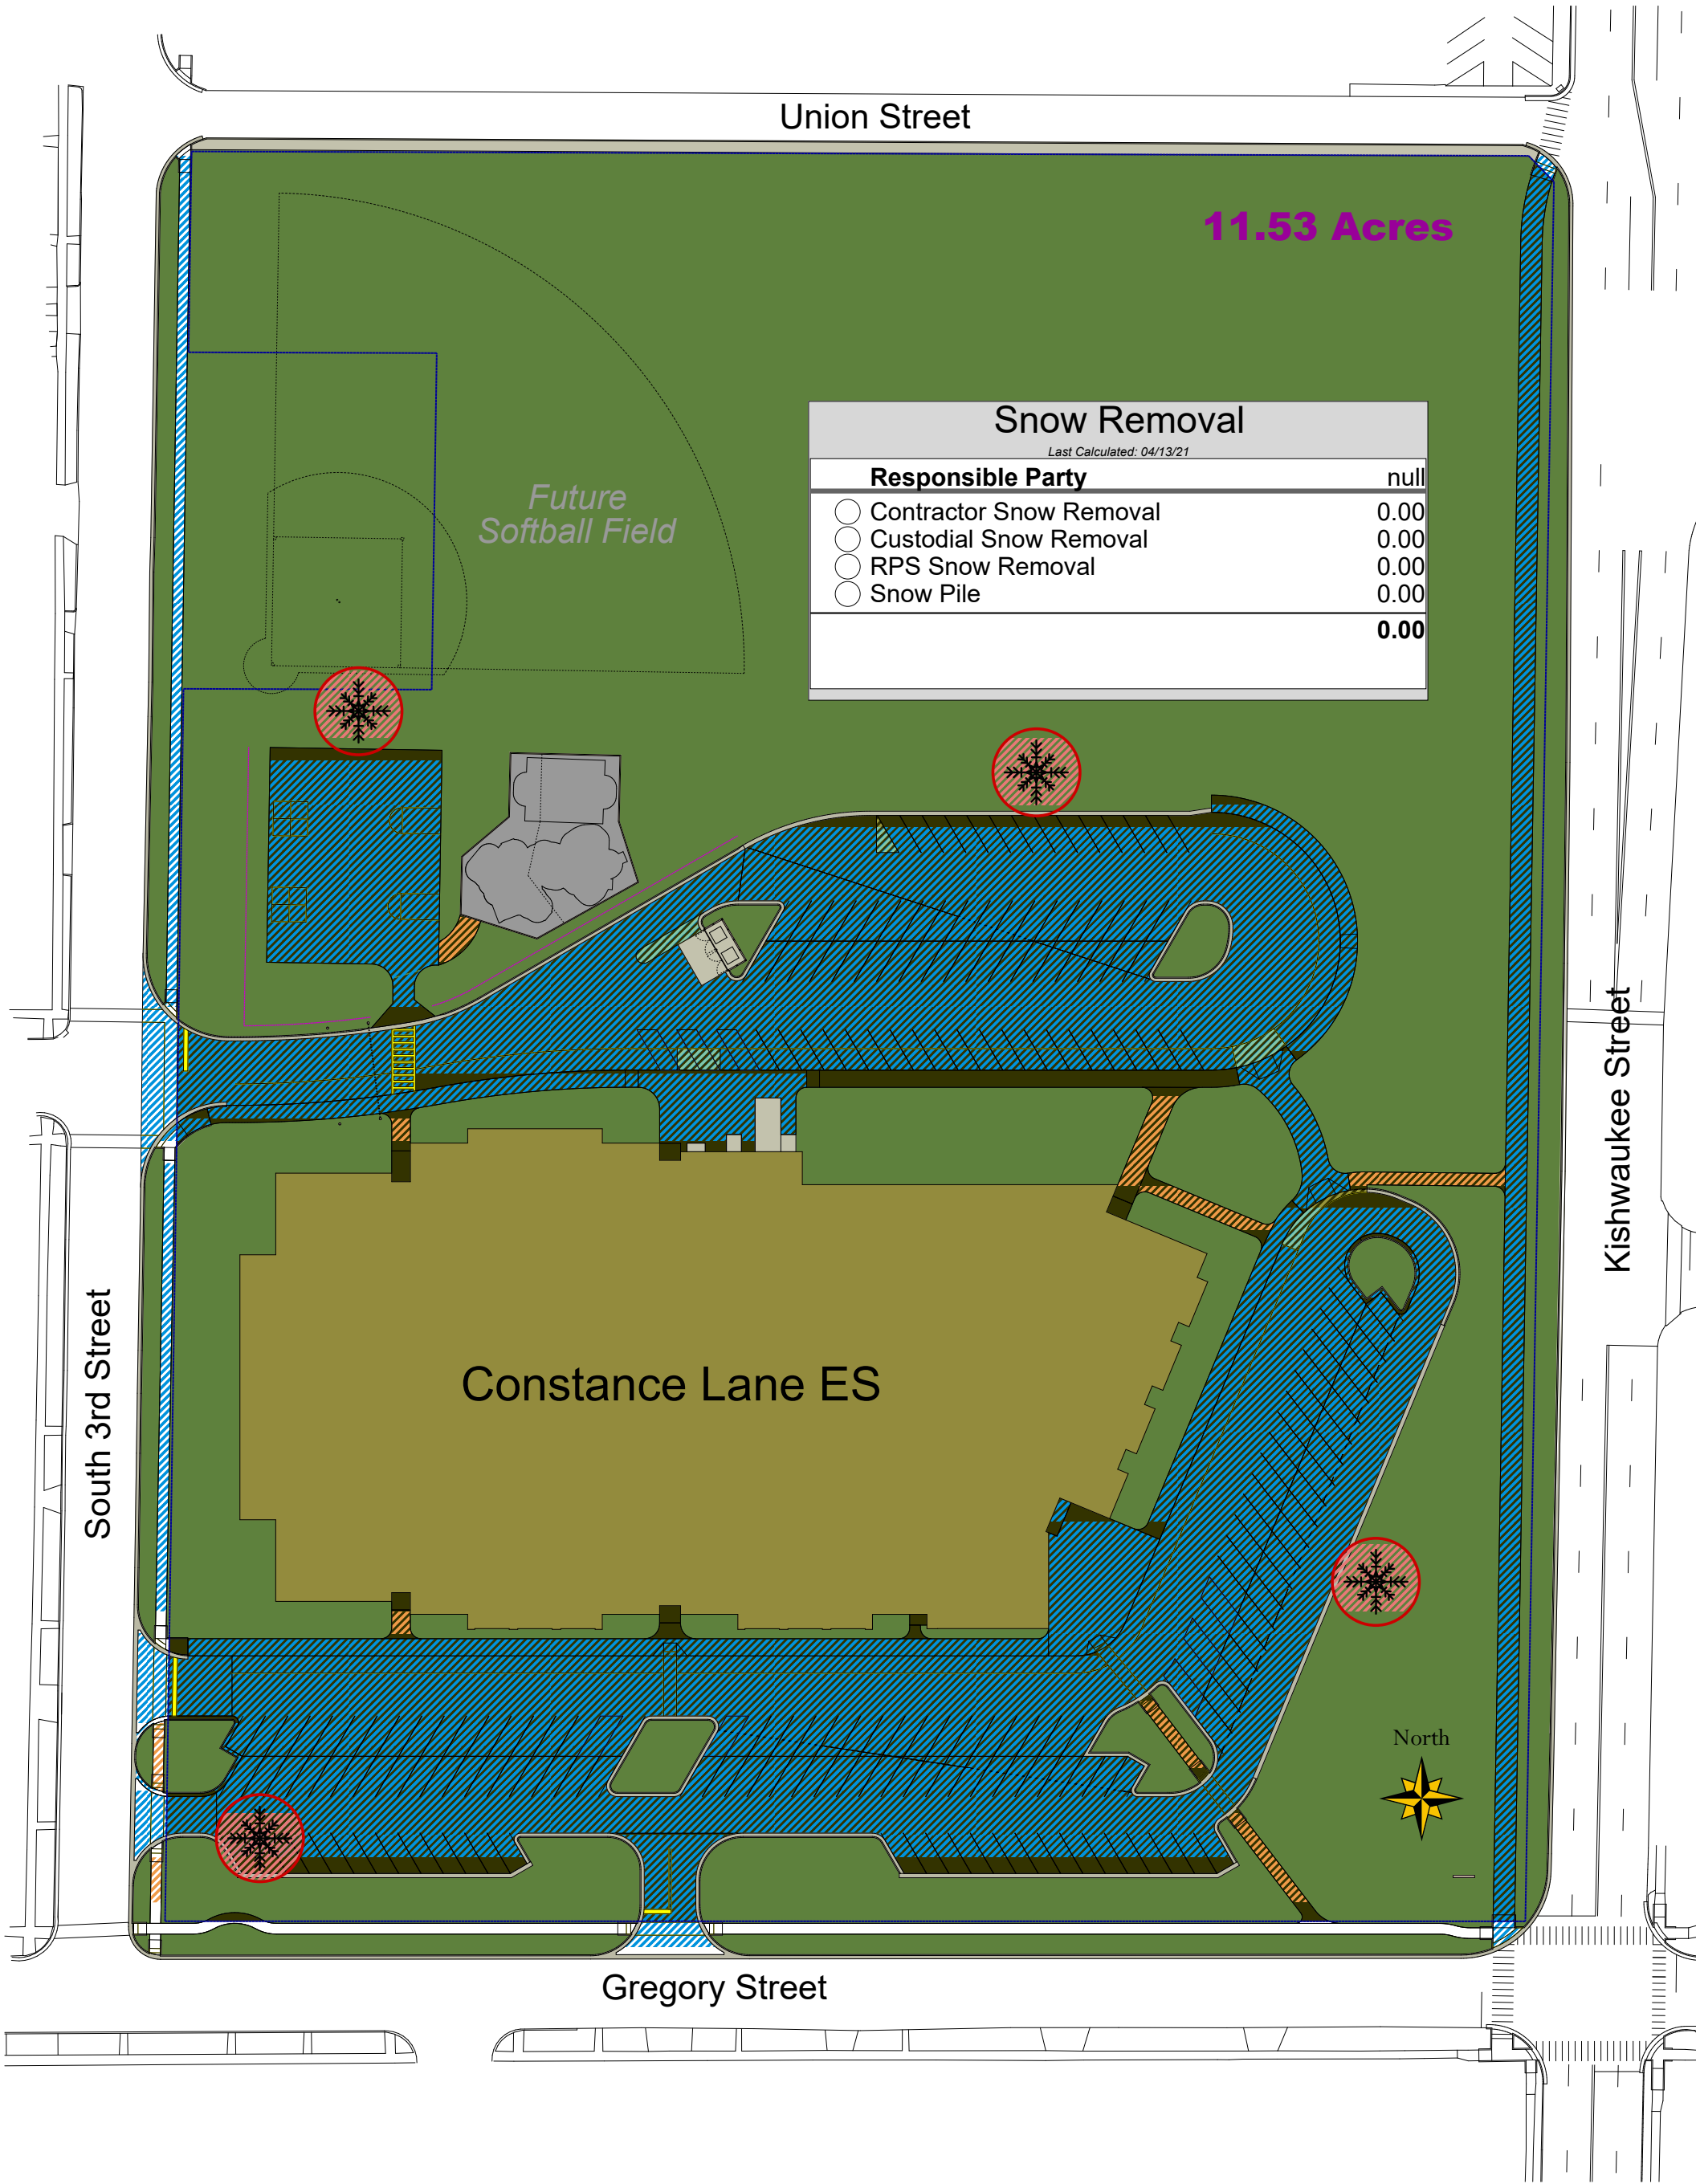 Union Street
11.53 Acres
Snow Removal
Last Calculated: 04/13/21
Responsible Party null
Contractor Snow Removal 0.00
Custodial Snow Removal 0.00
RPS Snow Removal 0.00
Snow Pile 0.00
0.00
Future
Softball Field
Kishwaukee Street
South 3rd Street
Constance Lane ES
North
Gregory Street